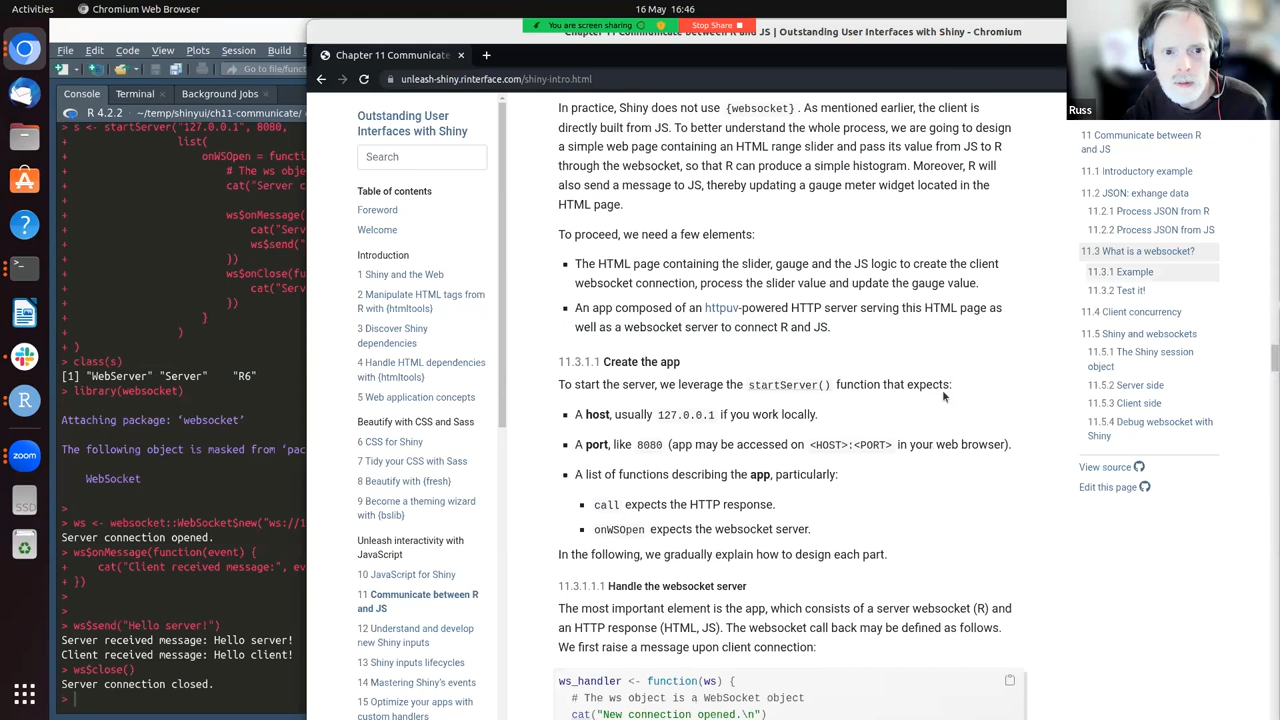 Activities
Chromium Web Browser
16 May 16:46
You are screen sharing
Stop Share
Chapter 11 Communicate between R and JS | Outstanding User Interfaces with Shiny - Chromium
File Edit Code View Plots Session Build
Go to file/func
Console Terminal Background Jobs
R 4.2.2 · ~/temp/shinyui/ch11-communicate/
> s <- startServer("127.0.0.1", 8080,
+ list(
+ onWSOpen = functi
+ # The ws obje
+ cat("Server c
+
+ ws$onMessage(
+ cat("Serv
+ ws$send("
+ })
+ ws$onClose(fu
+ cat("Serv
+ })
+ }
+ )
+ )
> class(s)
[1] "WebServer" "Server" "R6"
> library(websocket)
Attaching package: ‘websocket’
The following object is masked from ‘pac
WebSocket
>
> ws <- websocket::WebSocket$new("ws://1
Server connection opened.
> ws$onMessage(function(event) {
+ cat("Client received message:", ev
+ })
>
>
> ws$send("Hello server!")
Server received message: Hello server!
Client received message: Hello client!
> ws$close()
Server connection closed.
>
zoom
SSD
Chapter 11 Communicate
unleash-shiny.rinterface.com/shiny-intro.html
Outstanding User
Interfaces with Shiny
Search
Table of contents
Foreword
Welcome
Introduction
1 Shiny and the Web
2 Manipulate HTML tags from
R with {htmltools}
3 Discover Shiny
dependencies
4 Handle HTML dependencies
with {htmltools}
5 Web application concepts
Beautify with CSS and Sass
6 CSS for Shiny
7 Tidy your CSS with Sass
8 Beautify with {fresh}
9 Become a theming wizard
with {bslib}
Unleash interactivity with
JavaScript
10 JavaScript for Shiny
11 Communicate between R
and JS
12 Understand and develop
new Shiny inputs
13 Shiny inputs lifecycles
14 Mastering Shiny's events
15 Optimize your apps with
custom handlers
In practice, Shiny does not use {websocket}. As mentioned earlier, the client is
directly built from JS. To better understand the whole process, we are going to design
a simple web page containing an HTML range slider and pass its value from JS to R
through the websocket, so that R can produce a simple histogram. Moreover, R will
also send a message to JS, thereby updating a gauge meter widget located in the
HTML page.
To proceed, we need a few elements:
▪ The HTML page containing the slider, gauge and the JS logic to create the client
websocket connection, process the slider value and update the gauge value.
▪ An app composed of an httpuv-powered HTTP server serving this HTML page as
well as a websocket server to connect R and JS.
11.3.1.1 Create the app
To start the server, we leverage the startServer() function that expects:
▪ A host, usually 127.0.0.1 if you work locally.
▪ A port, like 8080 (app may be accessed on <HOST>:<PORT> in your web browser).
▪ A list of functions describing the app, particularly:
▪ call expects the HTTP response.
▪ onWSOpen expects the websocket server.
In the following, we gradually explain how to design each part.
11.3.1.1.1 Handle the websocket server
The most important element is the app, which consists of a server websocket (R) and
an HTTP response (HTML, JS). The websocket call back may be defined as follows.
We first raise a message upon client connection:
ws_handler <- function(ws) {
# The ws object is a WebSocket object
cat("New connection opened.\n")
Russ
11 Communicate between R
and JS
11.1 Introductory example
11.2 JSON: exhange data
11.2.1 Process JSON from R
11.2.2 Process JSON from JS
11.3 What is a websocket?
11.3.1 Example
11.3.2 Test it!
11.4 Client concurrency
11.5 Shiny and websockets
11.5.1 The Shiny session
object
11.5.2 Server side
11.5.3 Client side
11.5.4 Debug websocket with
Shiny
View source
Edit this page